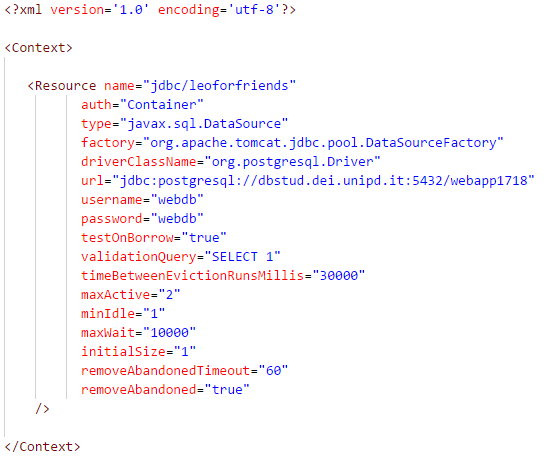 <?xml version='1.0' encoding='utf-8'?>
<Context>
<Resource name="jdbc/leoforfriends"
auth="Container"
type="javax.sql.DataSource"
factory="org.apache.tomcat.jdbc.pool.DataSourceFactory"
driverClassName="org.postgresql.Driver"
url="jdbc:postgresql://dbstud.dei.unipd.it:5432/webapp1718"
username="webdb"
password="webdb"
testOnBorrow="true"
validationQuery="SELECT 1"
timeBetweenEvictionRunsMillis="30000"
maxActive="2"
minIdle="1"
maxWait="10000"
initialSize="1"
removeAbandonedTimeout="60"
removeAbandoned="true"
/>
</Context>